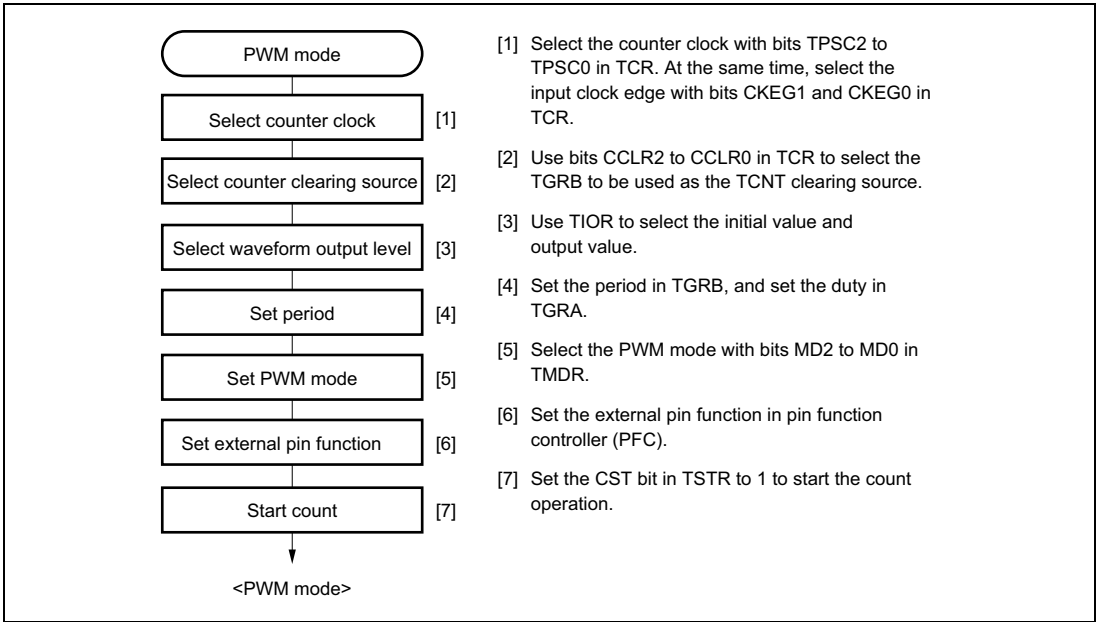 PWM mode
Select counter clock [1]
Select counter clearing source [2]
Select waveform output level [3]
Set period [4]
Set PWM mode [5]
Set external pin function [6]
Start count [7]
<PWM mode>
[1] Select the counter clock with bits TPSC2 to
TPSC0 in TCR. At the same time, select the
input clock edge with bits CKEG1 and CKEG0 in
TCR.
[2] Use bits CCLR2 to CCLR0 in TCR to select the
TGRB to be used as the TCNT clearing source.
[3] Use TIOR to select the initial value and
output value.
[4] Set the period in TGRB, and set the duty in
TGRA.
[5] Select the PWM mode with bits MD2 to MD0 in
TMDR.
[6] Set the external pin function in pin function
controller (PFC).
[7] Set the CST bit in TSTR to 1 to start the count
operation.